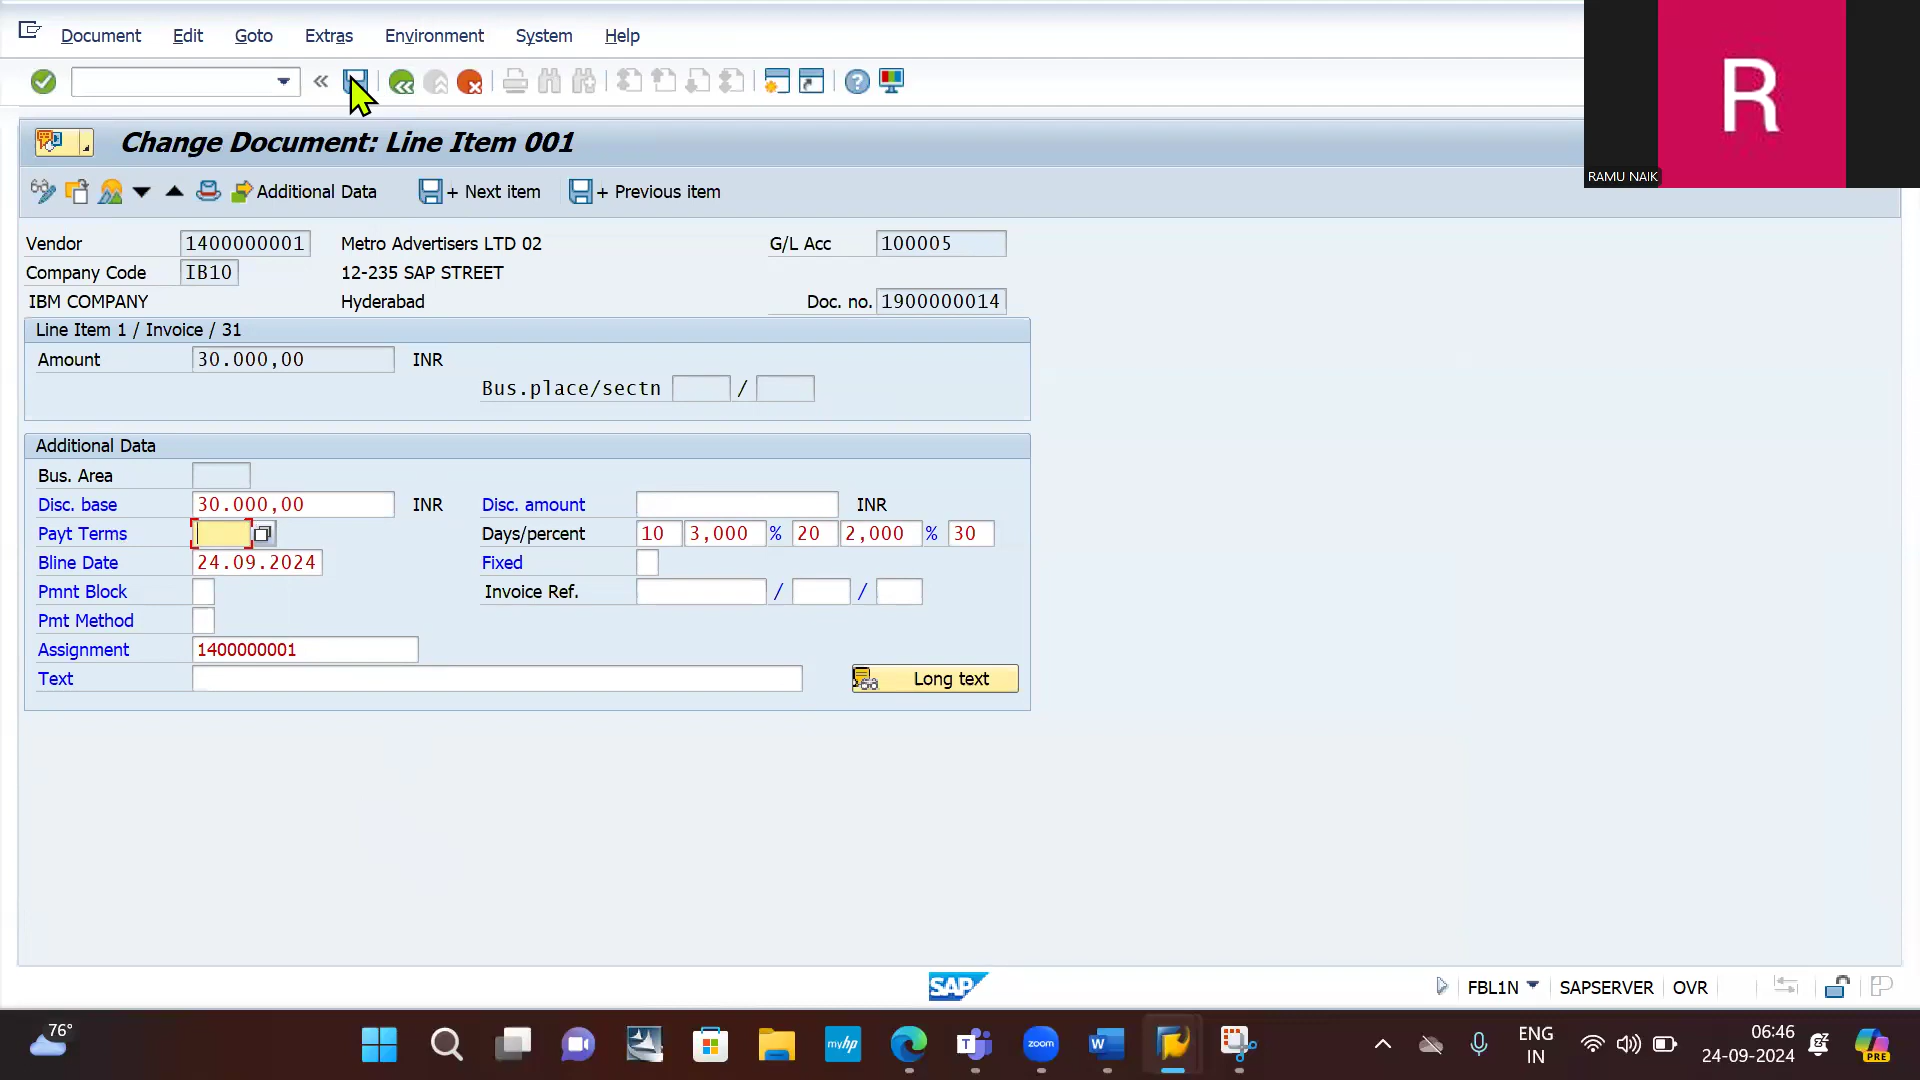 Document Edit Goto Extras Environment System Help
R
RAMU NAIK
Change Document: Line Item 001
Additional Data + Next item + Previous item
Vendor 1400000001 Metro Advertisers LTD 02 G/L Acc 100005
Company Code IB10 12-235 SAP STREET
IBM COMPANY Hyderabad Doc. no. 1900000014
Line Item 1 / Invoice / 31
Amount 30.000,00 INR
Bus.place/sectn /
Additional Data
Bus. Area
Disc. base 30.000,00 INR Disc. amount INR
Payt Terms Days/percent 10 3,000 % 20 2,000 % 30
Bline Date 24.09.2024 Fixed
Pmnt Block Invoice Ref. / /
Pmt Method
Assignment 1400000001
Text Long text
SAP FBL1N SAPSERVER OVR
76° myhp T zoom W ENG 06:46
IN 24-09-2024 PRE